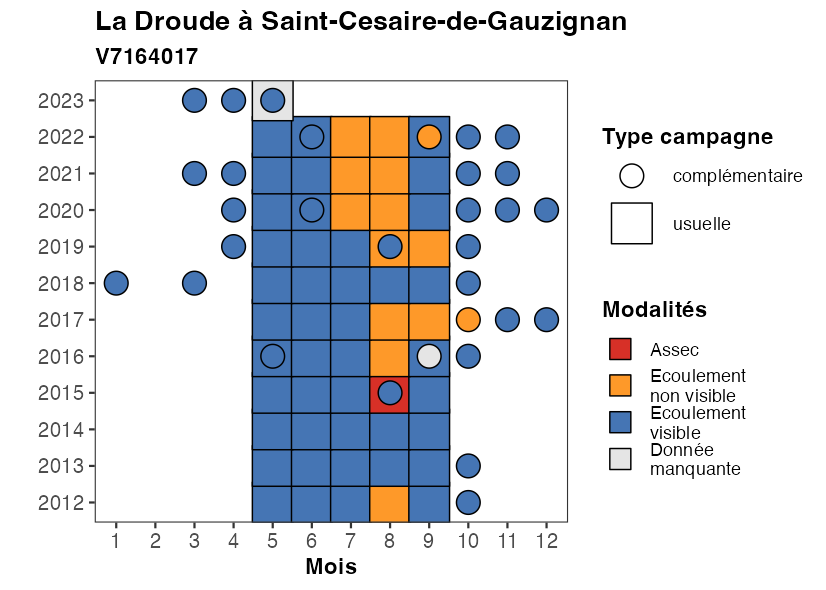 La Droude à Saint-Cesaire-de-Gauzignan
V7164017
2023
2022
2021
2020
2019
2018
2017
2016
2015
2014
2013
2012
1 2 3 4 5 6 7 8 9 10 11 12
Mois
Type campagne
complémentaire
usuelle
Modalités
Assec
Ecoulement
non visible
Ecoulement
visible
Donnée
manquante